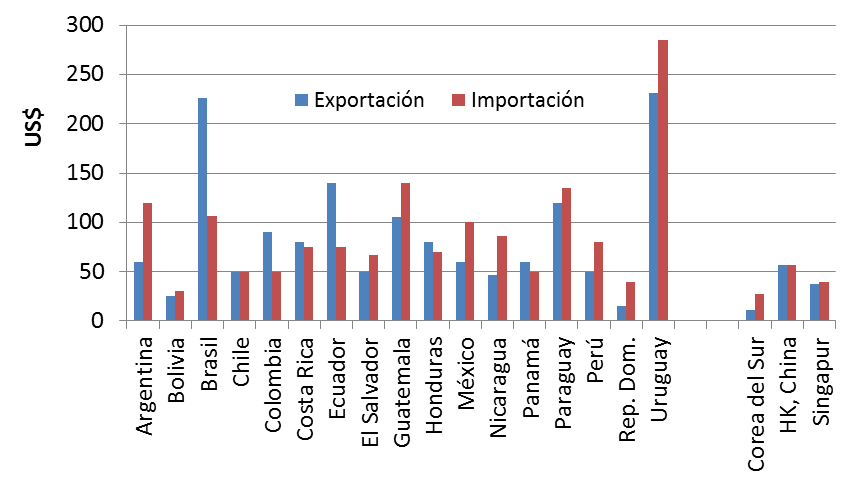 300
250
200
150
100
50
0
US$
Exportación
Importación
Argentina
Bolivia
Brasil
Chile
Colombia
Costa Rica
Ecuador
El Salvador
Guatemala
Honduras
México
Nicaragua
Panamá
Paraguay
Perú
Rep. Dom.
Uruguay
Corea del Sur
HK, China
Singapur